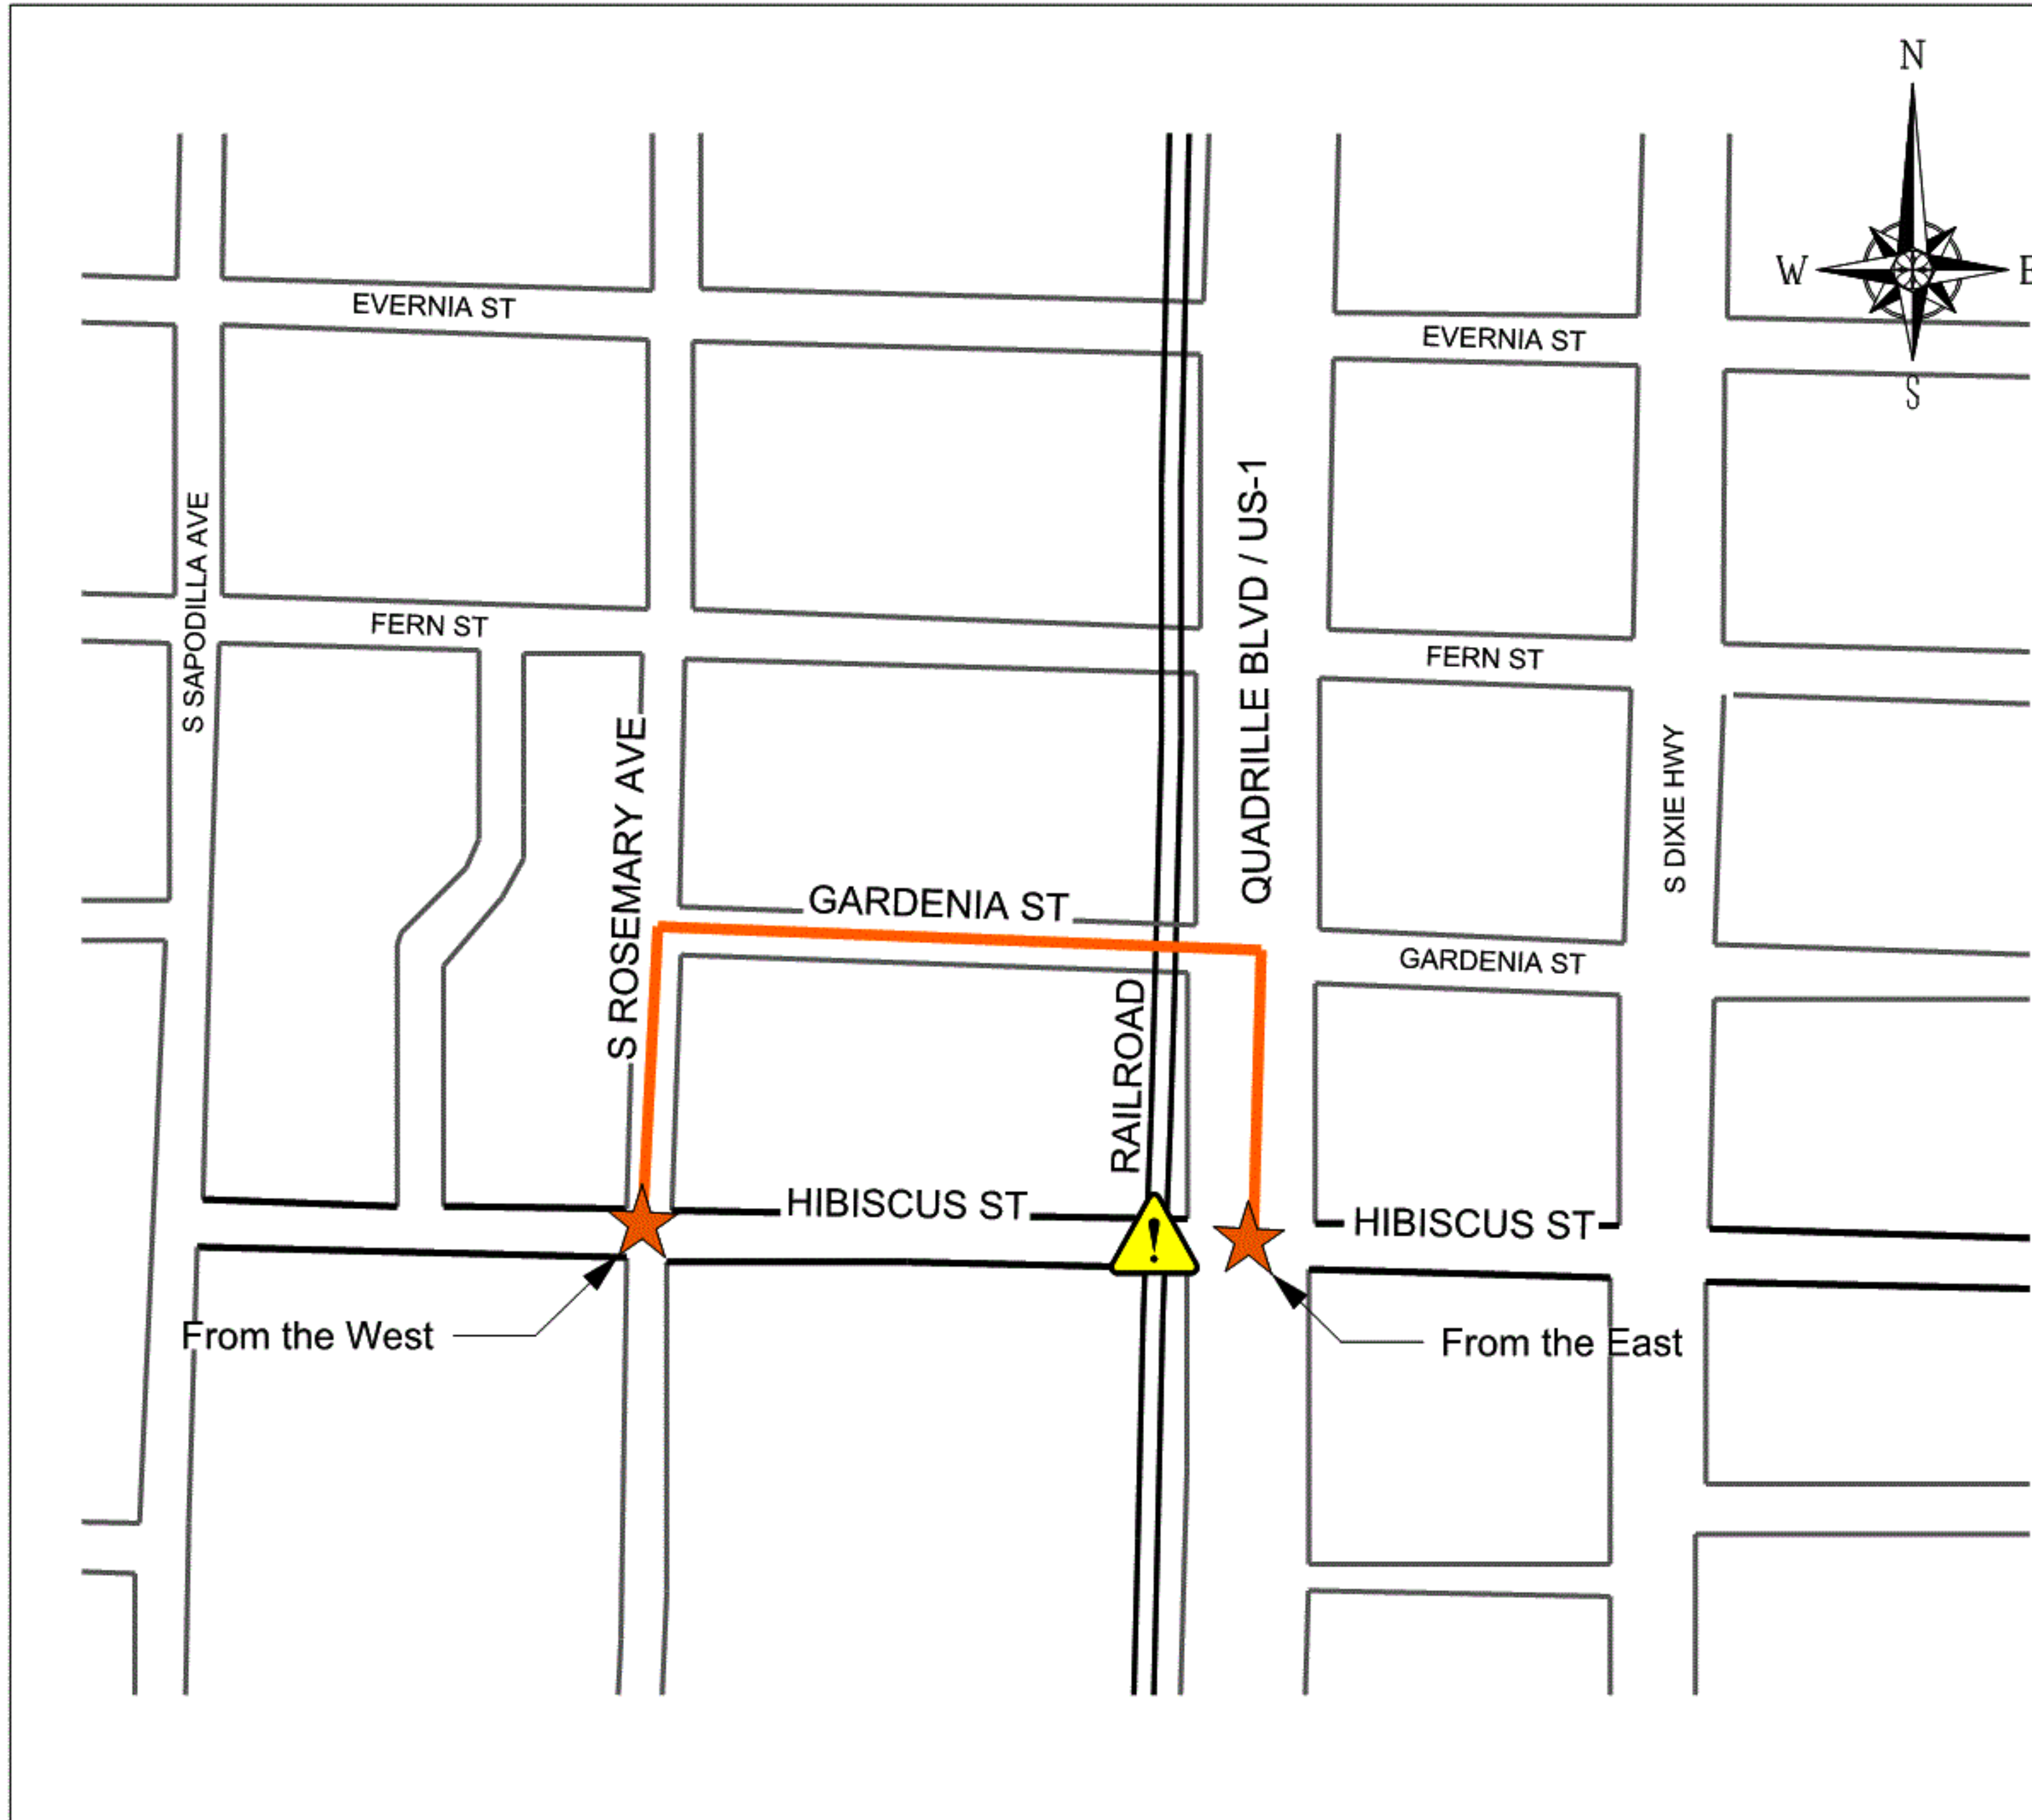 N
W
E
S
EVERNIA ST
EVERNIA ST
S SAPODILLA AVE
FERN ST
QUADRILLE BLVD / US-1
FERN ST
S ROSEMARY AVE
S DIXIE HWY
GARDENIA ST
GARDENIA ST
RAILROAD
HIBISCUS ST
!
HIBISCUS ST
From the West
From the East